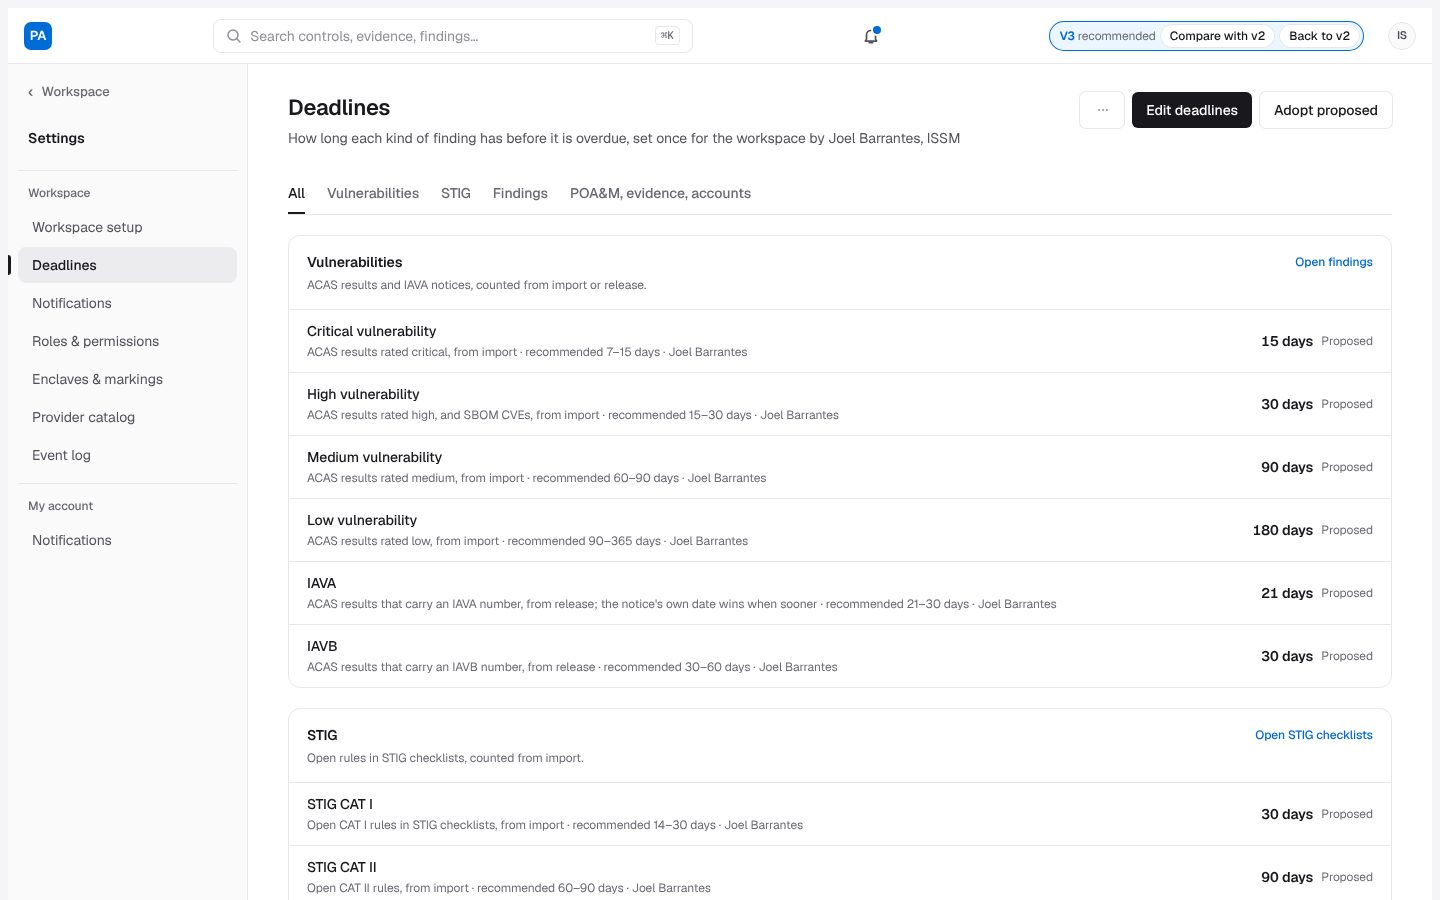 PA
Search controls, evidence, findings...
⌘K
V3 recommended
Compare with v2
Back to v2
IS
‹ Workspace
Settings
Workspace
Workspace setup
Deadlines
Notifications
Roles & permissions
Enclaves & markings
Provider catalog
Event log
My account
Notifications
Deadlines
How long each kind of finding has before it is overdue, set once for the workspace by Joel Barrantes, ISSM
...
Edit deadlines
Adopt proposed
All
Vulnerabilities
STIG
Findings
POA&M, evidence, accounts
Vulnerabilities
Open findings
ACAS results and IAVA notices, counted from import or release.
Critical vulnerability
ACAS results rated critical, from import · recommended 7–15 days · Joel Barrantes
15 days Proposed
High vulnerability
ACAS results rated high, and SBOM CVEs, from import · recommended 15–30 days · Joel Barrantes
30 days Proposed
Medium vulnerability
ACAS results rated medium, from import · recommended 60–90 days · Joel Barrantes
90 days Proposed
Low vulnerability
ACAS results rated low, from import · recommended 90–365 days · Joel Barrantes
180 days Proposed
IAVA
ACAS results that carry an IAVA number, from release; the notice's own date wins when sooner · recommended 21–30 days · Joel Barrantes
21 days Proposed
IAVB
ACAS results that carry an IAVB number, from release · recommended 30–60 days · Joel Barrantes
30 days Proposed
STIG
Open STIG checklists
Open rules in STIG checklists, counted from import.
STIG CAT I
Open CAT I rules in STIG checklists, from import · recommended 14–30 days · Joel Barrantes
30 days Proposed
STIG CAT II
Open CAT II rules, from import · recommended 60–90 days · Joel Barrantes
90 days Proposed